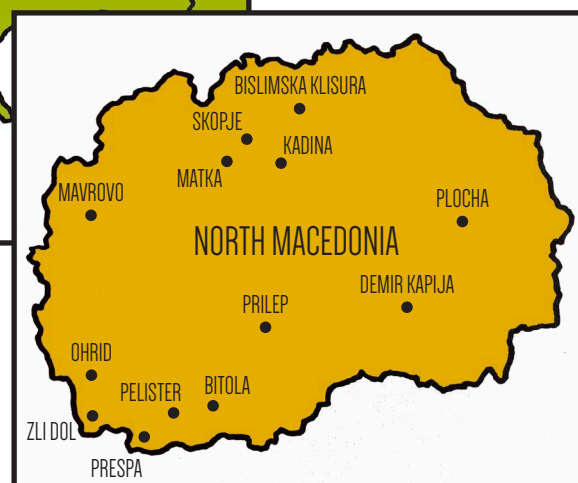 BISLIMSKA KLISURA
SKOPJE
KADINA
MATKA
MAVROVO
PLOCHA
NORTH MACEDONIA
DEMIR KAPIJA
PRILEP
OHRID
PELISTER
BITOLA
ZLI DOL
PRESPA